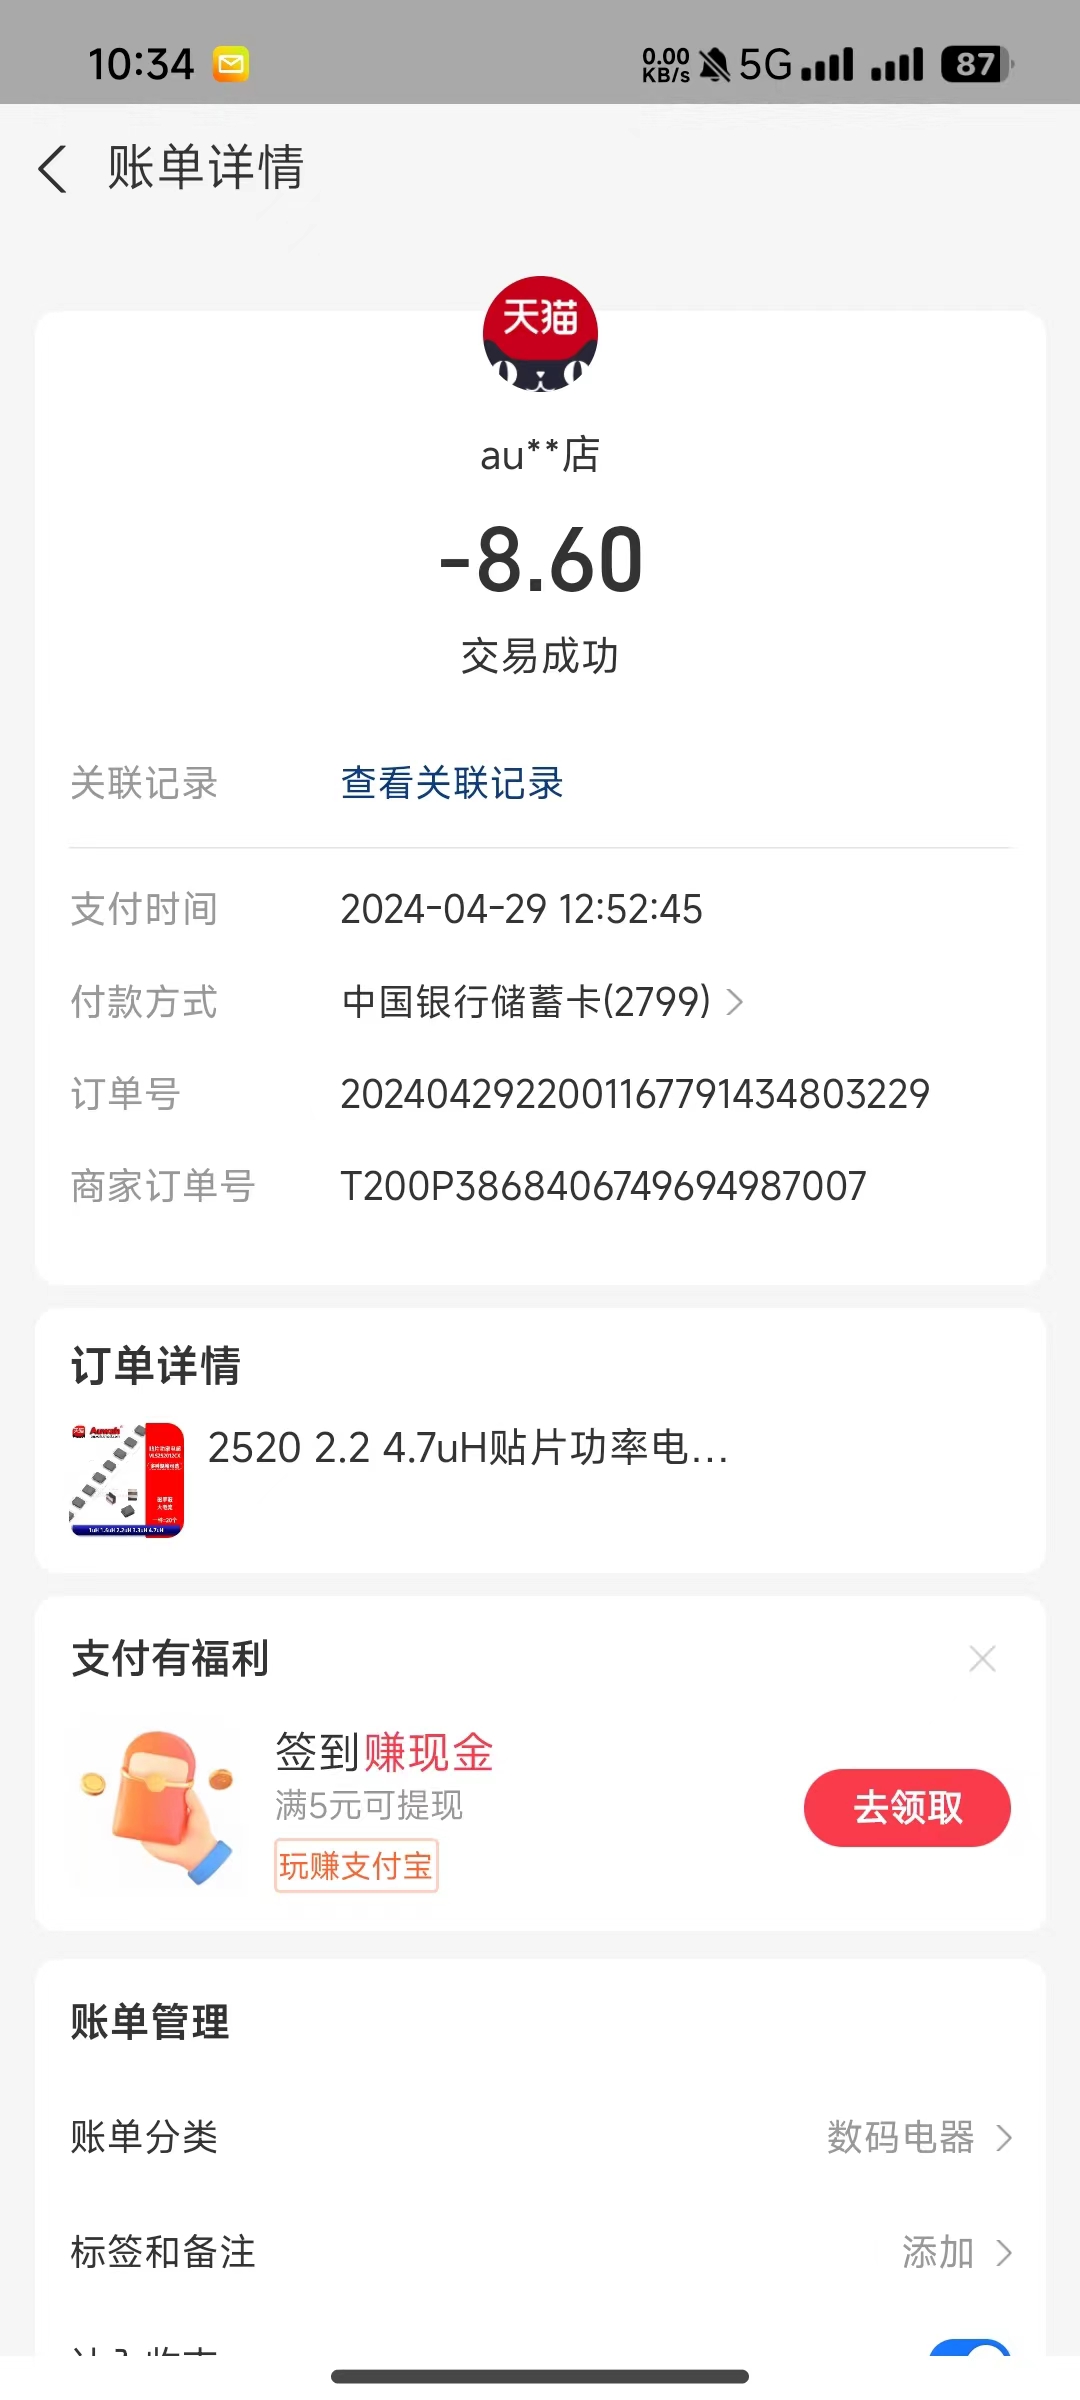 10:34
0.00
KB/s
5G
87
账单详情
天猫
au**店
-8.60
交易成功
关联记录 查看关联记录
支付时间 2024-04-29 12:52:45
付款方式 中国银行储蓄卡(2799)
订单号 2024042922001167791434803229
商家订单号 T200P3868406749694987007
订单详情
2520 2.2 4.7uH贴片功率电...
支付有福利
签到赚现金
满5元可提现
玩赚支付宝
去领取
账单管理
账单分类 数码电器
标签和备注 添加